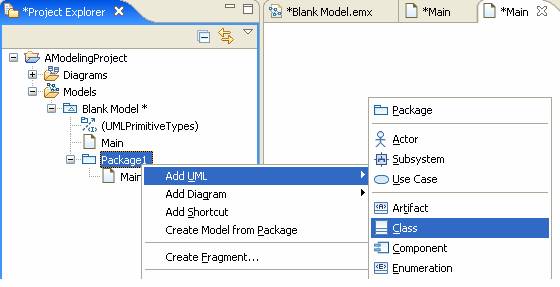 *Project Explorer
*Blank Model.emx
*Main
*Main
AModelingProject
Diagrams
Models
Blank Model *
(UMLPrimitiveTypes)
Main
Package1
Main
Add UML
Add Diagram
Add Shortcut
Create Model from Package
Create Fragment...
Package
Actor
Subsystem
Use Case
Artifact
Class
Component
Enumeration